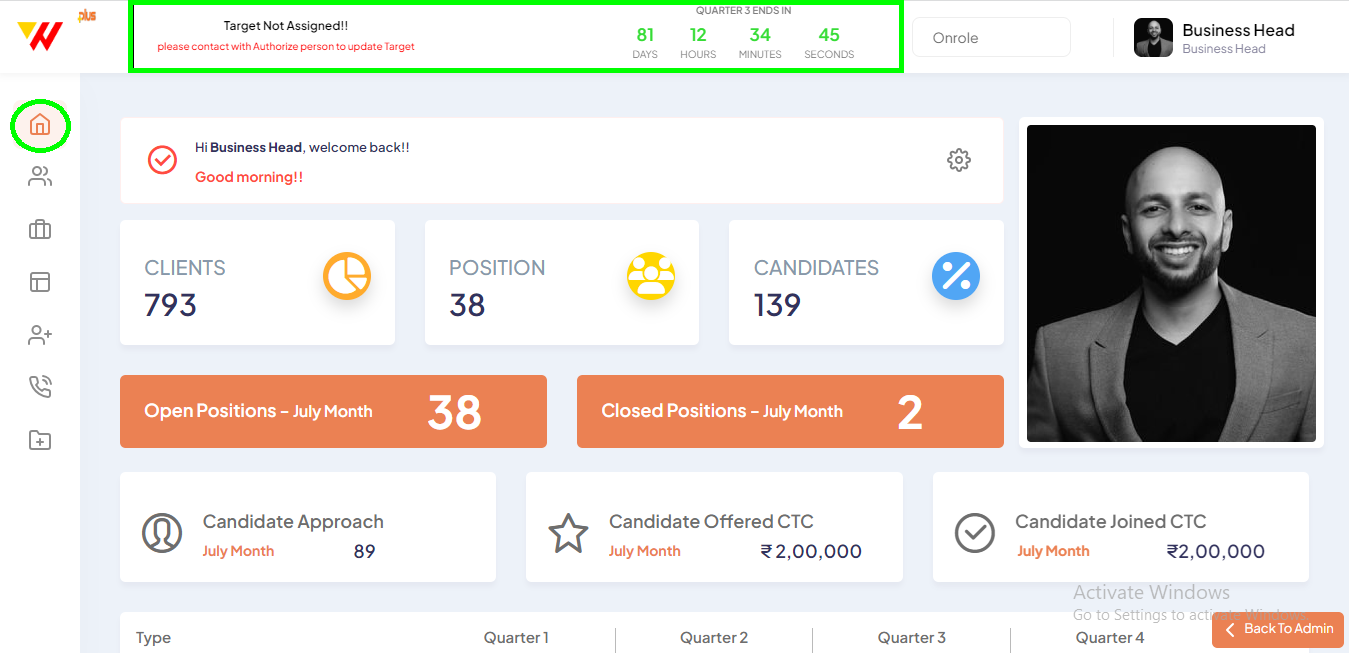 plus
Target Not Assigned!!
please contact with Authorize person to update Target
QUARTER 3 ENDS IN
81 12 34 45
DAYS HOURS MINUTES SECONDS
Onrole
Business Head
Business Head
Hi Business Head, welcome back!!
Good morning!!
CLIENTS
793
POSITION
38
CANDIDATES
139
Open Positions - July Month 38
Closed Positions - July Month 2
Candidate Approach
July Month 89
Candidate Offered CTC
July Month ₹ 2,00,000
Candidate Joined CTC
July Month ₹2,00,000
Activate Windows
Go to Settings to activate Windows.
Back To Admin
Type Quarter 1 Quarter 2 Quarter 3 Quarter 4